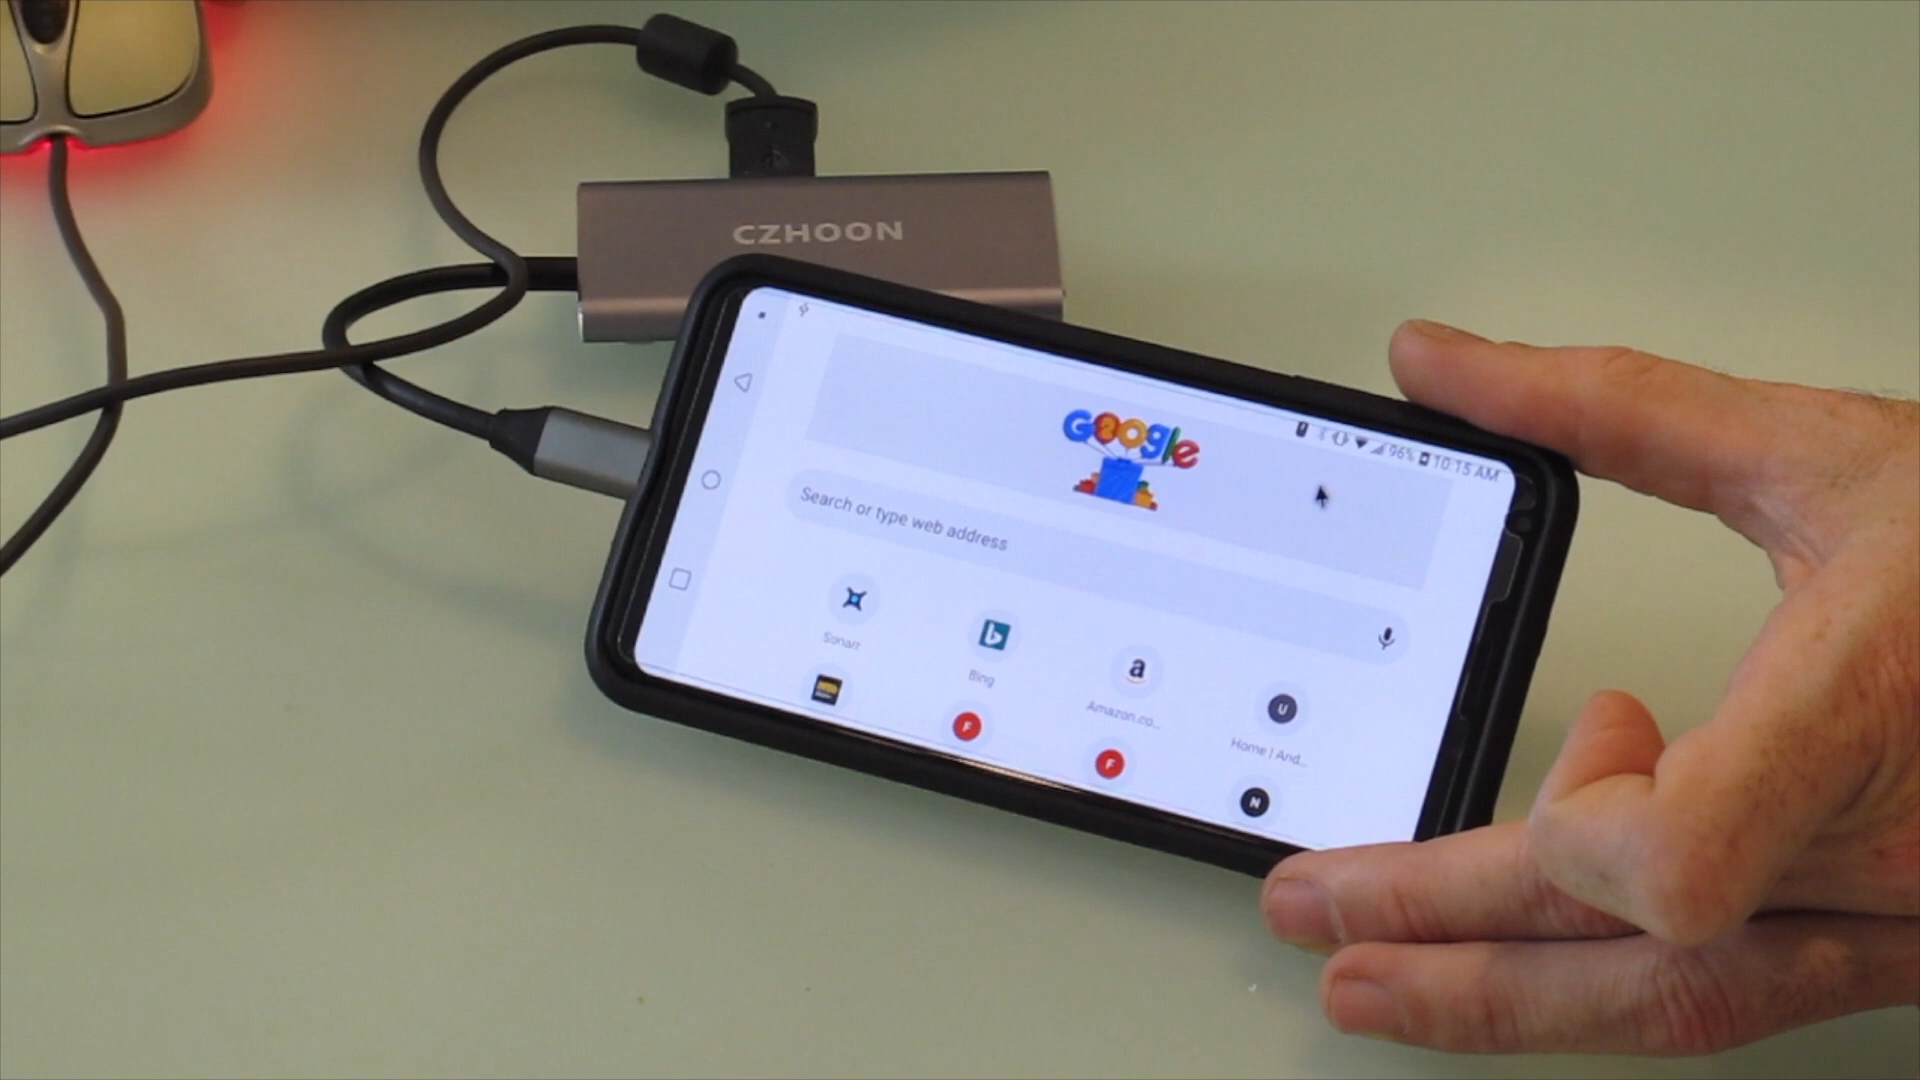 CZHOON
96% 10:15 AM
Google
Search or type web address
Sonarr
Bing
Amazon.co...
Home | And...
b
a
U
F
F
N